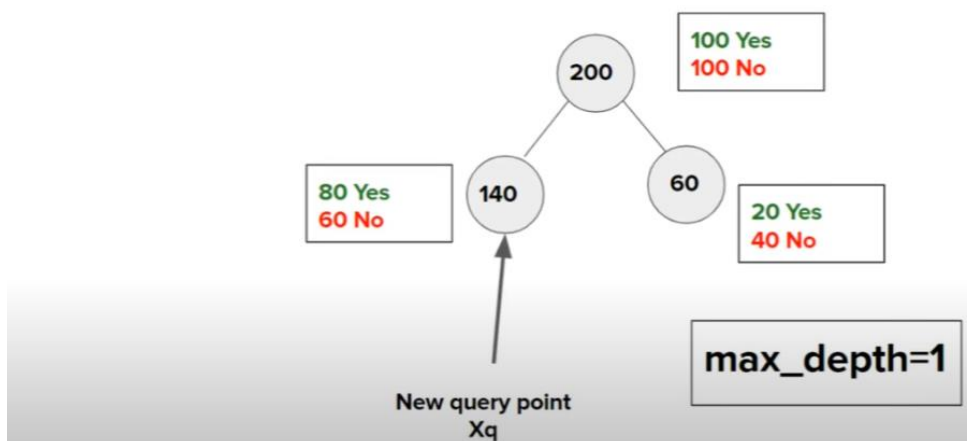 200
100 Yes
100 No
140
80 Yes
60 No
60
20 Yes
40 No
max_depth=1
New query point
Xq